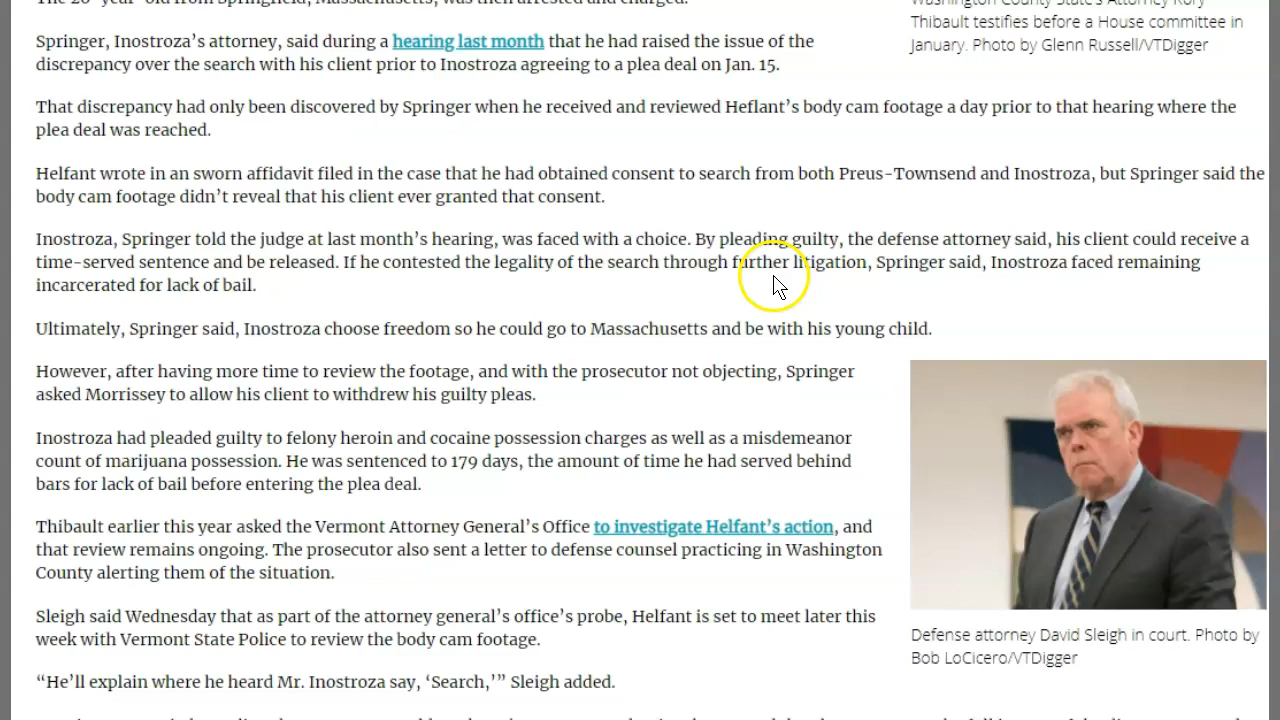 Washington County State's Attorney Rory
Thibault testifies before a House committee in
January. Photo by Glenn Russell/VTDigger
Springer, Inostroza’s attorney, said during a hearing last month that he had raised the issue of the
discrepancy over the search with his client prior to Inostroza agreeing to a plea deal on Jan. 15.
That discrepancy had only been discovered by Springer when he received and reviewed Heflant’s body cam footage a day prior to that hearing where the
plea deal was reached.
Helfant wrote in an sworn affidavit filed in the case that he had obtained consent to search from both Preus-Townsend and Inostroza, but Springer said the
body cam footage didn’t reveal that his client ever granted that consent.
Inostroza, Springer told the judge at last month’s hearing, was faced with a choice. By pleading guilty, the defense attorney said, his client could receive a
time-served sentence and be released. If he contested the legality of the search through further litigation, Springer said, Inostroza faced remaining
incarcerated for lack of bail.
Ultimately, Springer said, Inostroza choose freedom so he could go to Massachusetts and be with his young child.
However, after having more time to review the footage, and with the prosecutor not objecting, Springer
asked Morrissey to allow his client to withdrew his guilty pleas.
Inostroza had pleaded guilty to felony heroin and cocaine possession charges as well as a misdemeanor
count of marijuana possession. He was sentenced to 179 days, the amount of time he had served behind
bars for lack of bail before entering the plea deal.
Thibault earlier this year asked the Vermont Attorney General’s Office to investigate Helfant’s action, and
that review remains ongoing. The prosecutor also sent a letter to defense counsel practicing in Washington
County alerting them of the situation.
Sleigh said Wednesday that as part of the attorney general’s office’s probe, Helfant is set to meet later this
week with Vermont State Police to review the body cam footage.
“He’ll explain where he heard Mr. Inostroza say, ‘Search,’” Sleigh added.
Defense attorney David Sleigh in court. Photo by
Bob LoCicero/VTDigger